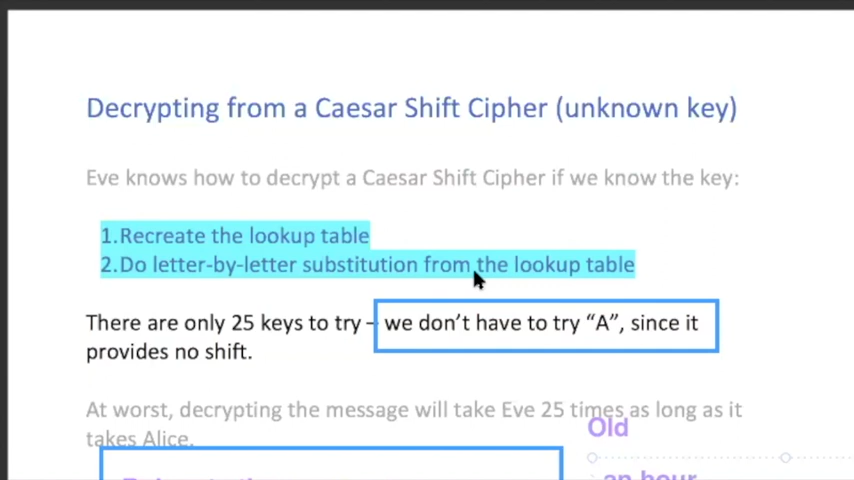 Decrypting from a Caesar Shift Cipher (unknown key)
Eve knows how to decrypt a Caesar Shift Cipher if we know the key:
1.Recreate the lookup table
2.Do letter-by-letter substitution from the lookup table
There are only 25 keys to try – we don’t have to try “A”, since it
provides no shift.
At worst, decrypting the message will take Eve 25 times as long as it
takes Alice.
Old
an hour